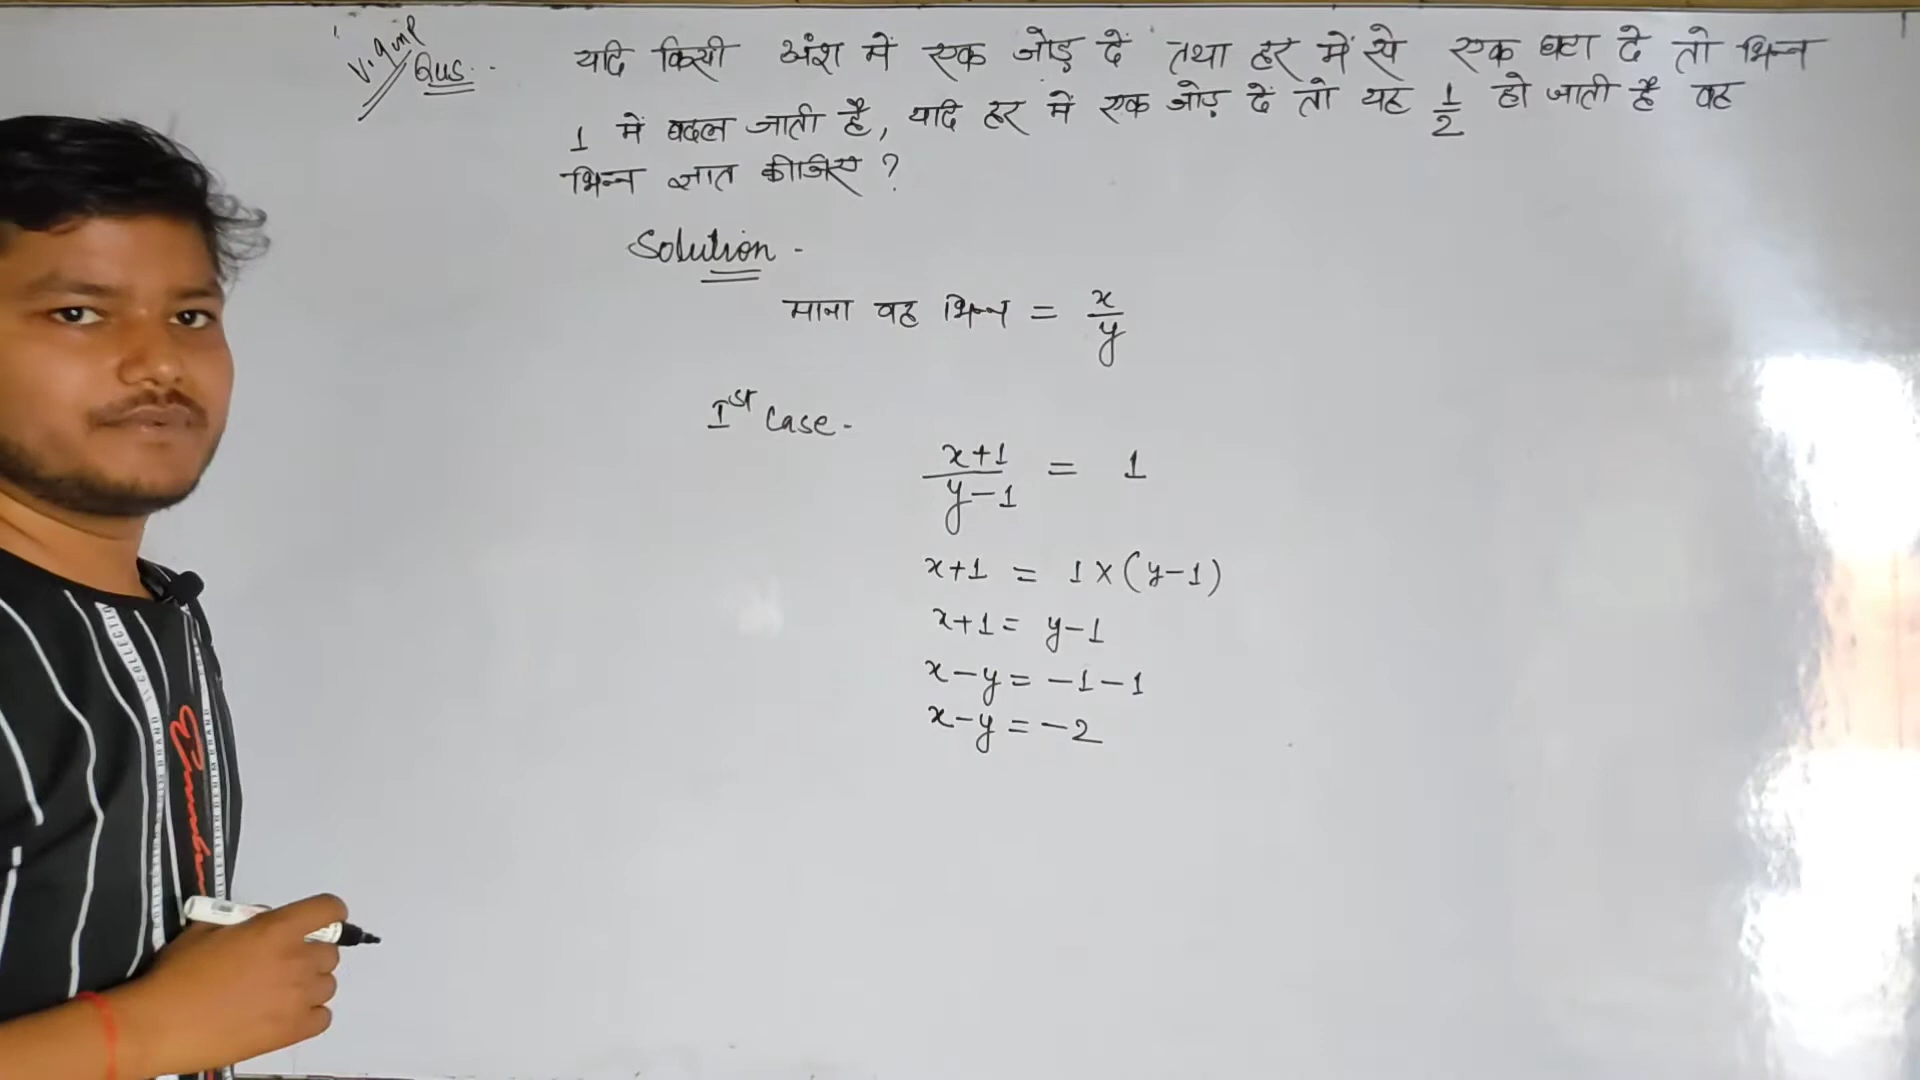 V. Imp
Qus. - यदि किसी अंश में एक जोड़ दें तथा हर में से एक घटा दे तो भिन्न
1 में बदल जाती है, यदि हर में एक जोड़ दें तो यह 1/2 हो जाती है वह
भिन्न ज्ञात कीजिए ?
Solution -
माना वह भिन्न = x/y
Ist Case -
x+1/y-1 = 1
x+1 = 1×(y-1)
x+1 = y-1
x-y = -1-1
x-y = -2